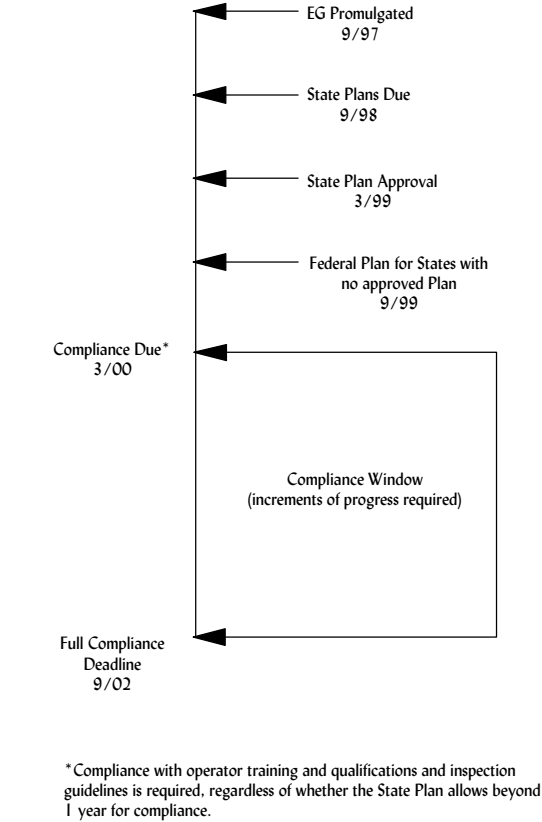 EG Promulgated
9/97
State Plans Due
9/98
State Plan Approval
3/99
Federal Plan for States with
no approved Plan
9/99
Compliance Due*
3/00
Compliance Window
(increments of progress required)
Full Compliance
Deadline
9/02
*Compliance with operator training and qualifications and inspection
guidelines is required, regardless of whether the State Plan allows beyond
1 year for compliance.